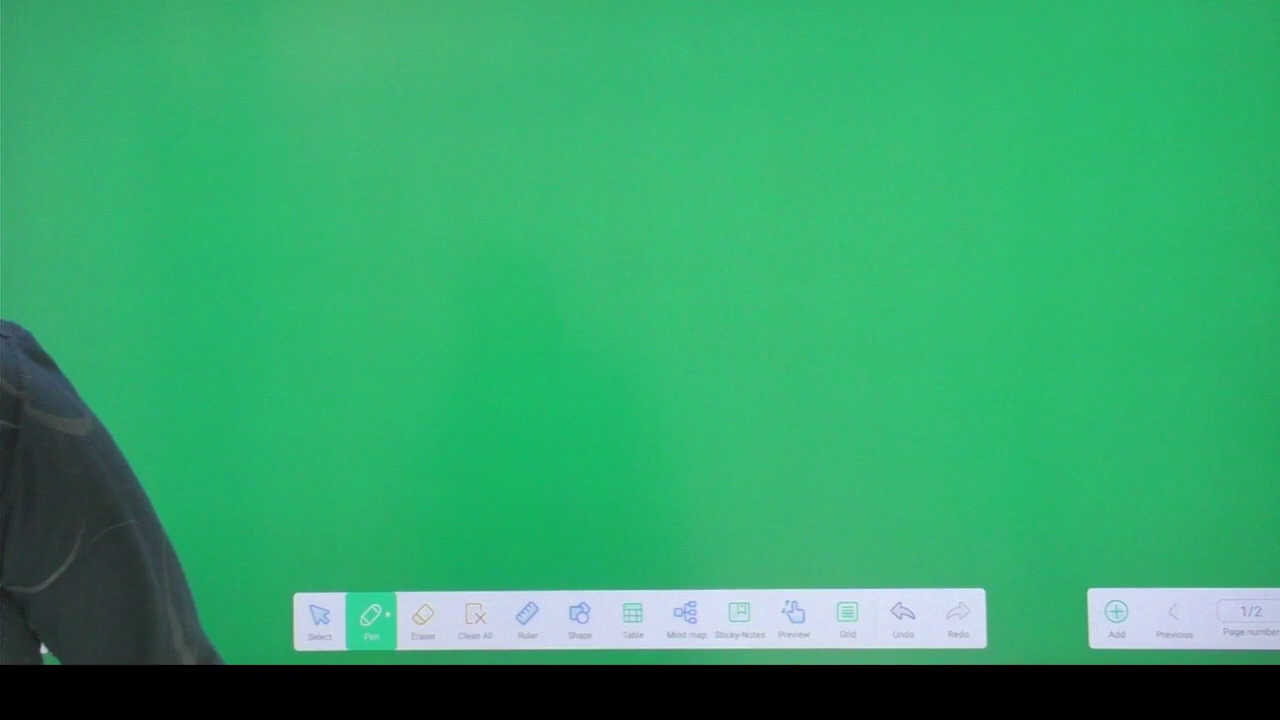 Select Pen Eraser Clean All Ruler Shape Table Mind map Sticky Notes Preview Grid Undo Redo
Add Previous 1/2 Page number